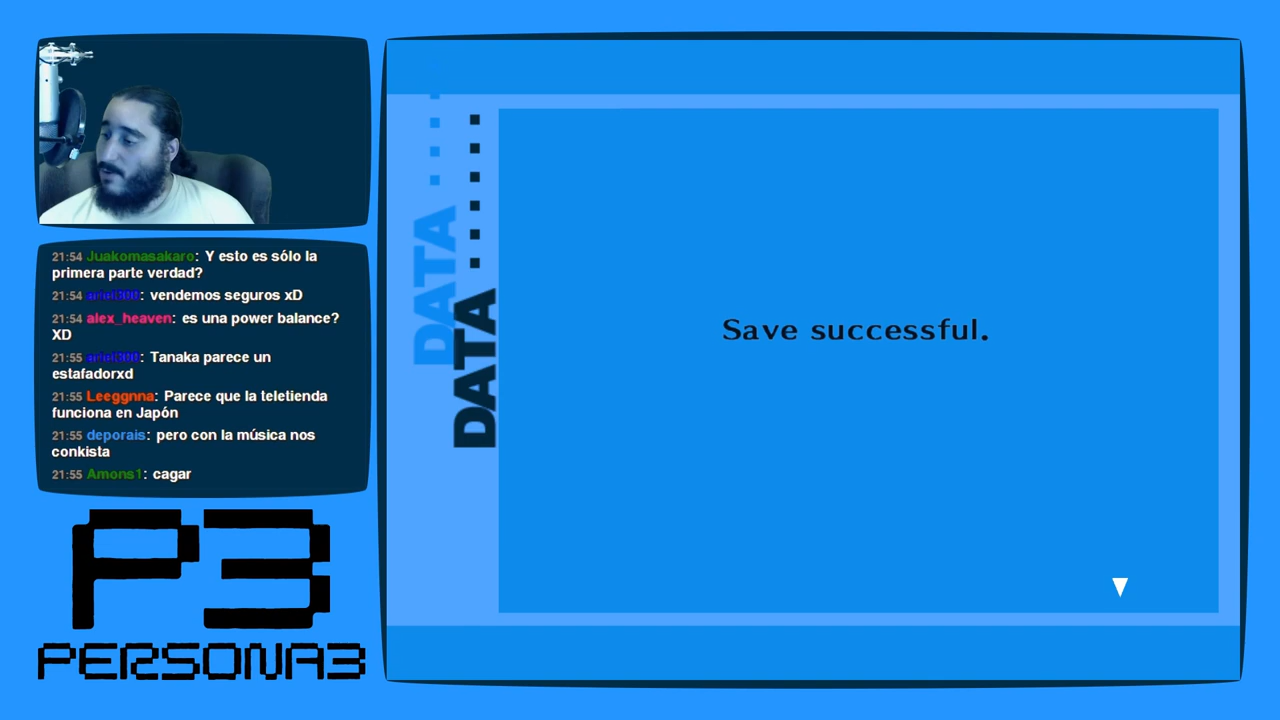 21:54 Juakomasakaro: Y esto es sólo la
primera parte verdad?
21:54 ariel300: vendemos seguros xD
21:54 alex_heaven: es una power balance?
XD
21:55 ariel300: Tanaka parece un
estafadorxd
21:55 Leeggnna: Parece que la teletienda
funciona en Japón
21:55 deporais: pero con la música nos
conkista
21:55 Amons1: cagar
P3
PERSONA3
DATA
DATA
Save successful.